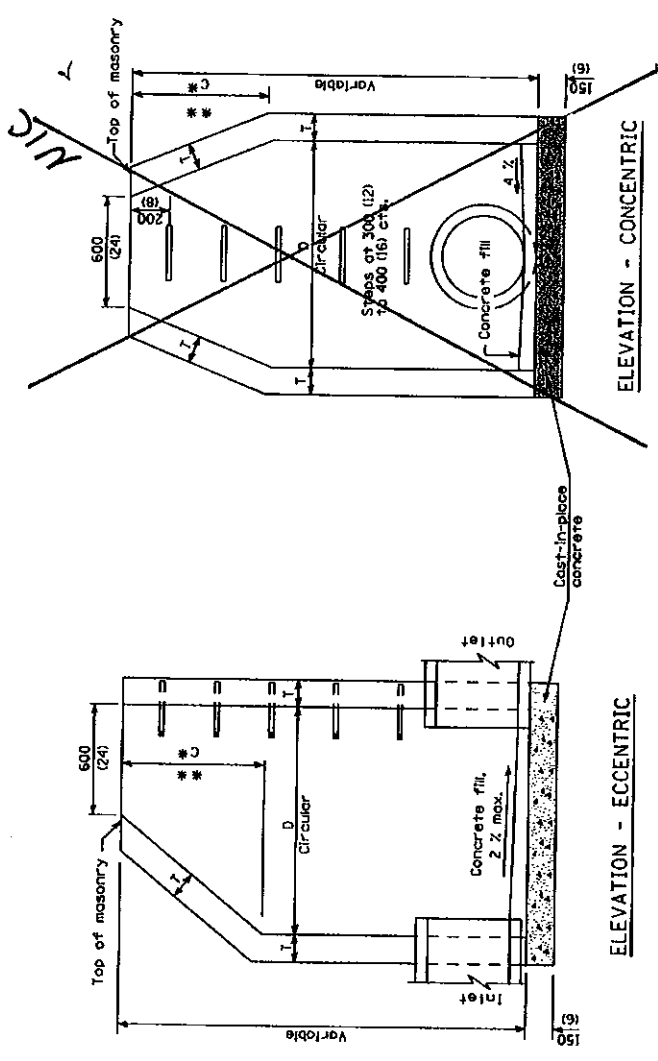 Top of masonry
600
(24)
** C*
T
D
Circular
T
T
Variable
Concrete fill,
2 % max.
Inlet
Outlet
150
(6)
ELEVATION - ECCENTRIC
Cast-in-place
concrete
Top of masonry
600
(24)
200
(8)
** C*
T
T
T
T
D
Circular
Steps at 300 (12)
to 400 (16) cts.
Variable
Concrete fill
4 %
150
(6)
ELEVATION - CONCENTRIC